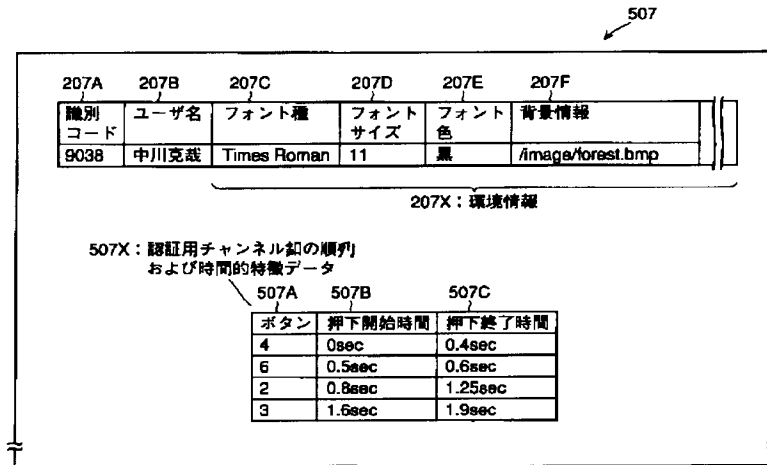 507
207A 207B 207C 207D 207E 207F
識別コード ユーザ名 フォント種 フォントサイズ フォント色 背景情報
9038 中川克哉 Times Roman 11 黒 /image/forest.bmp
207X：環境情報
507X：認証用チャンネル釦の順列
および時間的特徴データ
507A 507B 507C
ボタン 押下開始時間 押下終了時間
4 0sec 0.4sec
6 0.5sec 0.6sec
2 0.8sec 1.25sec
3 1.6sec 1.9sec